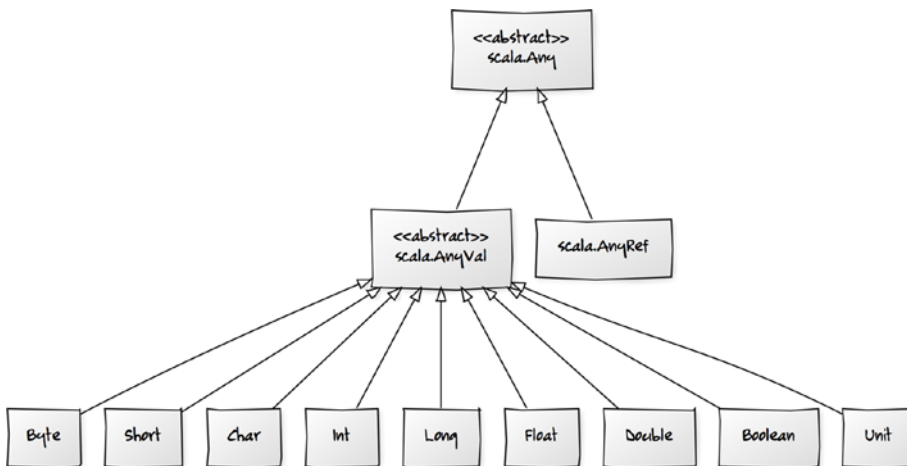 <<abstract>>
scala.Any
<<abstract>>
scala.AnyVal
scala.AnyRef
Byte
Short
Char
Int
Long
Float
Double
Boolean
Unit